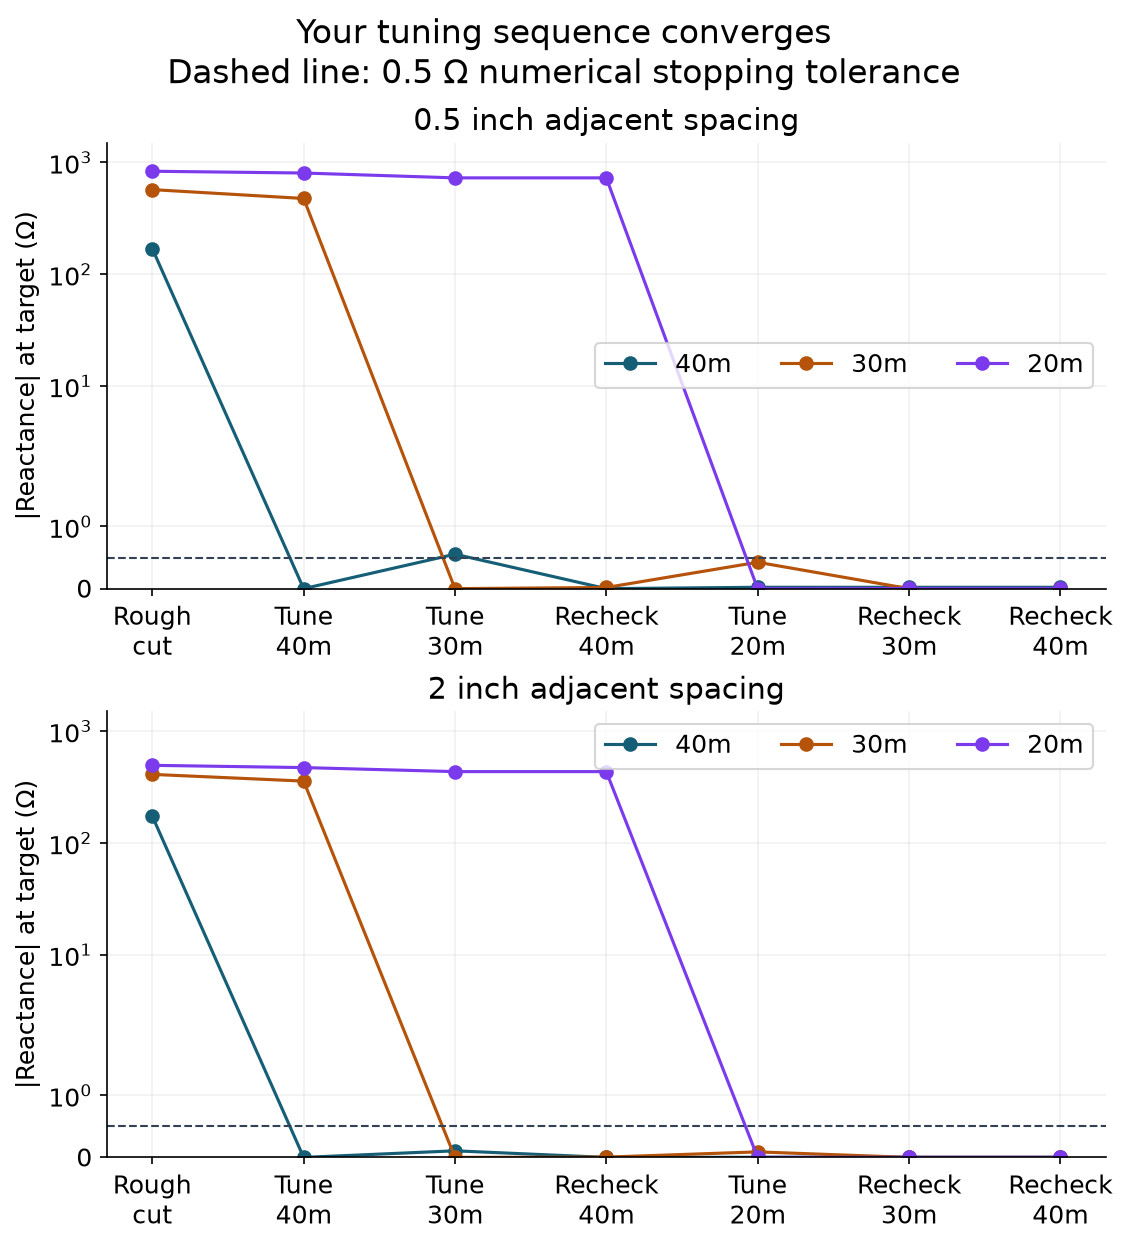 Your tuning sequence converges
Dashed line: 0.5 Ω numerical stopping tolerance
0.5 inch adjacent spacing
|Reactance| at target (Ω)
10³
10²
10¹
10⁰
0
40m 30m 20m
Rough cut
Tune 40m
Tune 30m
Recheck 40m
Tune 20m
Recheck 30m
Recheck 40m
2 inch adjacent spacing
|Reactance| at target (Ω)
10³
10²
10¹
10⁰
0
40m 30m 20m
Rough cut
Tune 40m
Tune 30m
Recheck 40m
Tune 20m
Recheck 30m
Recheck 40m